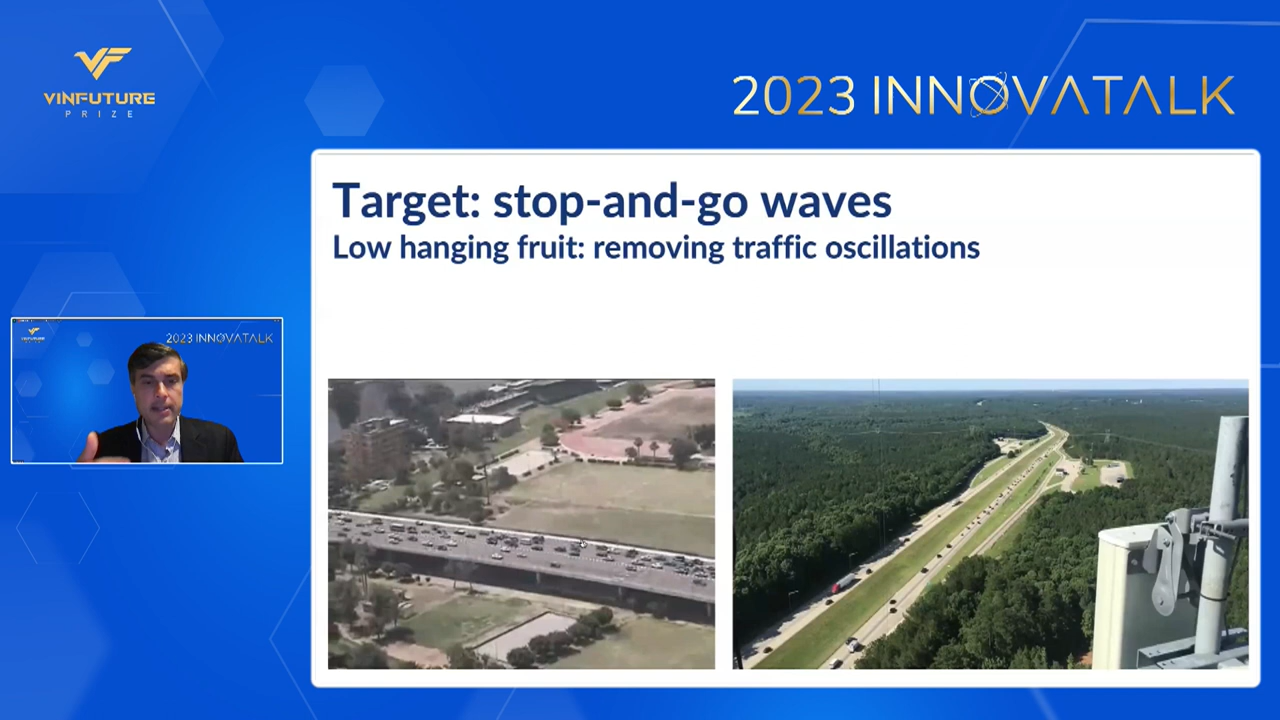 VINFUTURE
PRIZE
2023 INNOVATALK
Target: stop-and-go waves
Low hanging fruit: removing traffic oscillations
2023 INNOVATALK